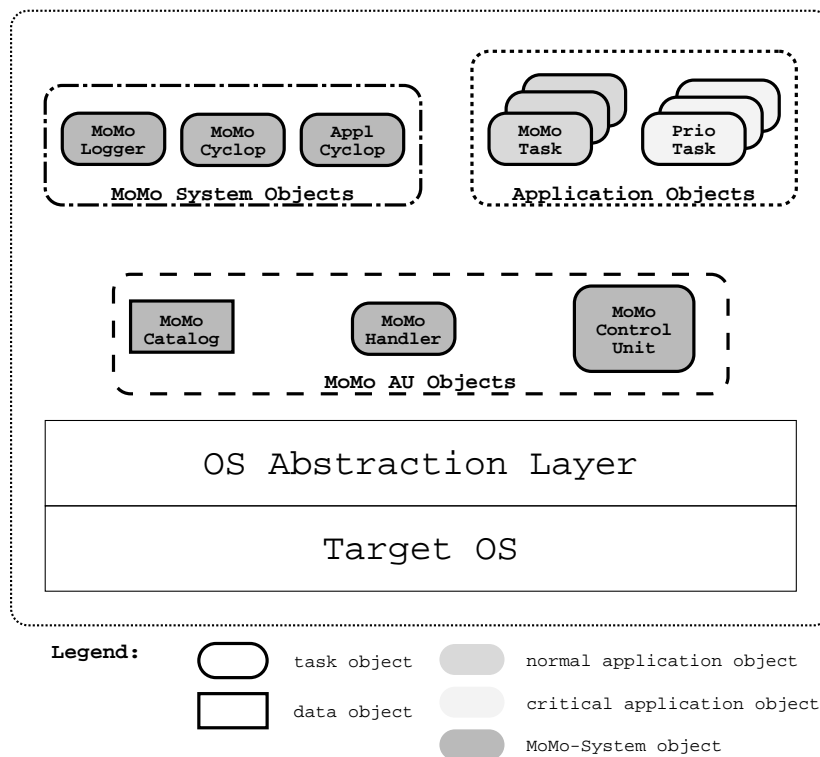 MoMo
Logger
MoMo
Cyclop
Appl
Cyclop
MoMo System Objects
MoMo
Task
Prio
Task
Application Objects
MoMo
Catalog
MoMo
Handler
MoMo
Control
Unit
MoMo AU Objects
OS Abstraction Layer
Target OS
Legend:
task object
normal application object
data object
critical application object
MoMo-System object